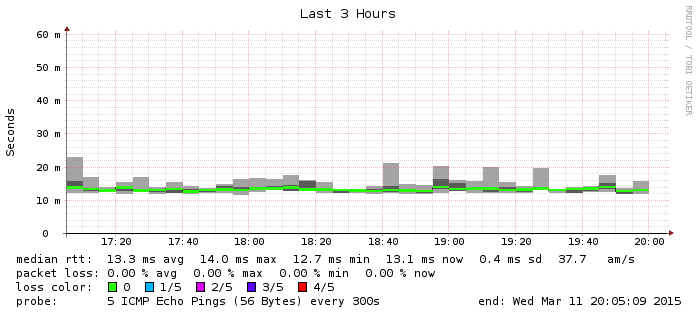 Last 3 Hours
RRDTOOL / TOBI OETIKER
Seconds
60 m
50 m
40 m
30 m
20 m
10 m
0
17:20 17:40 18:00 18:20 18:40 19:00 19:20 19:40 20:00
median rtt: 13.3 ms avg 14.0 ms max 12.7 ms min 13.1 ms now 0.4 ms sd 37.7 am/s
packet loss: 0.00 % avg 0.00 % max 0.00 % min 0.00 % now
loss color: 0 1/5 2/5 3/5 4/5
probe: 5 ICMP Echo Pings (56 Bytes) every 300s end: Wed Mar 11 20:05:09 2015